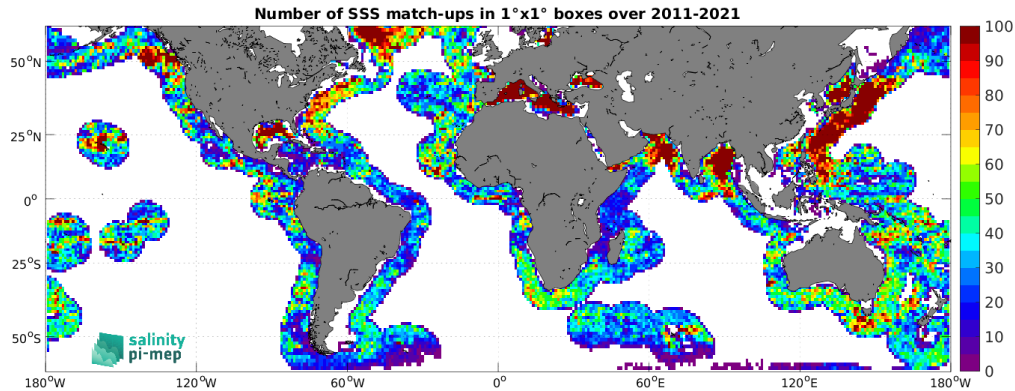 Number of SSS match-ups in 1°x1° boxes over 2011-2021
50°N
25°N
0°
25°S
50°S
180°W
120°W
60°W
0°
60°E
120°E
180°E
100
90
80
70
60
50
40
30
20
10
0
salinity
pi-mep